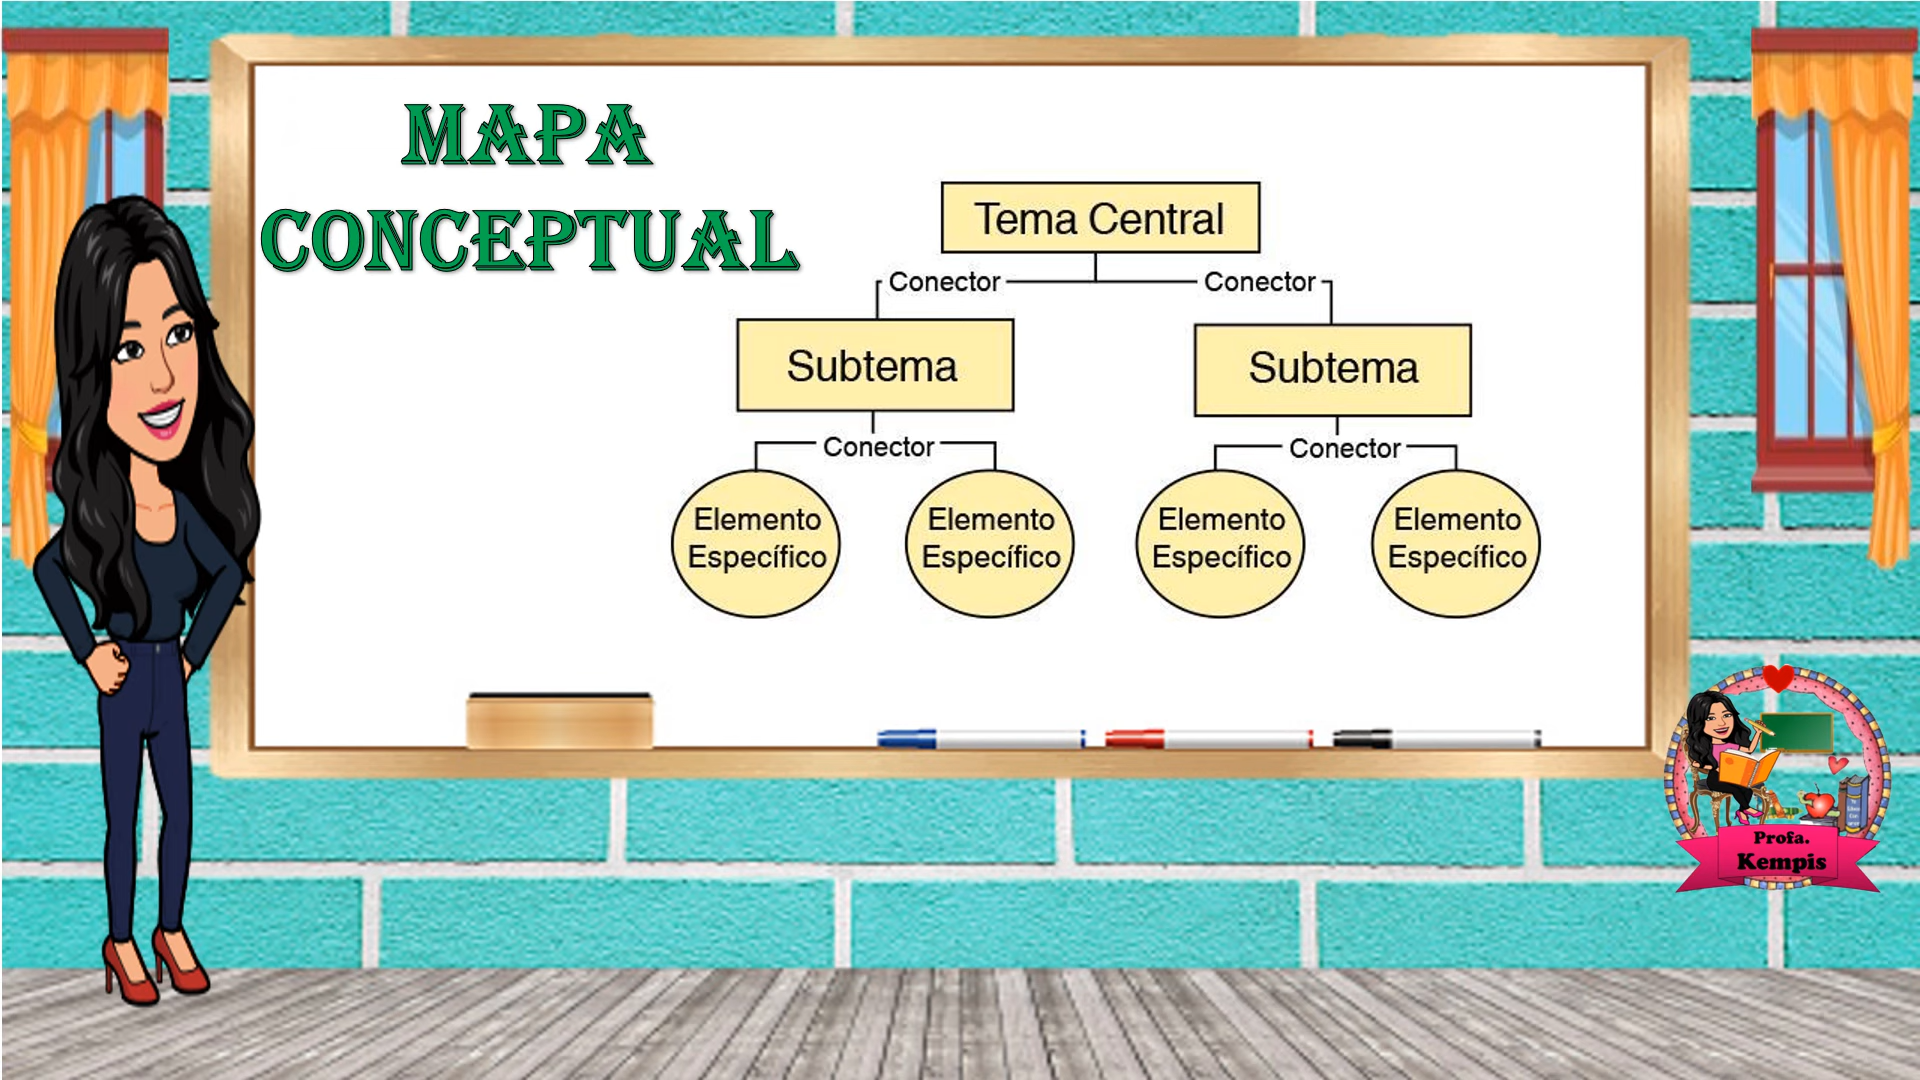 MAPA
CONCEPTUAL
Tema Central
Conector
Conector
Subtema
Subtema
Conector
Conector
Elemento
Específico
Elemento
Específico
Elemento
Específico
Elemento
Específico
Profa.
Kempis